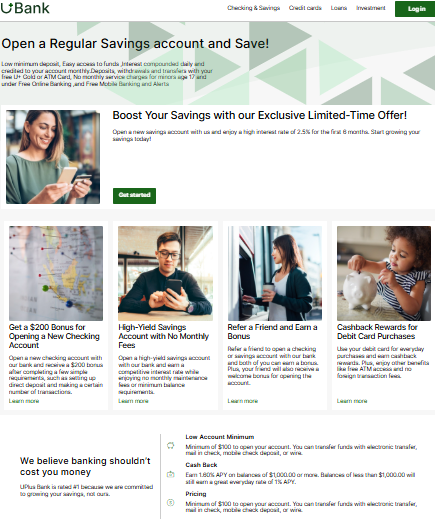 UBank
Checking & Savings Credit cards Loans Investment Log in
Open a Regular Savings account and Save!
Low minimum deposit, Easy access to funds ,Interest compounded daily and
credited to your account monthly.Deposits, withdrawals and transfers with your
free U+ Gold or ATM Card, No monthly service charges for minors age 17 and
under Free Online Banking ,and Free Mobile Banking and Alerts
Boost Your Savings with our Exclusive Limited-Time Offer!
Open a new savings account with us and enjoy a high interest rate of 2.5% for the first 6 months. Start growing your
savings today!
Get started
Get a $200 Bonus for
Opening a New Checking
Account
Open a new checking account with
our bank and receive a $200 bonus
after completing a few simple
requirements, such as setting up
direct deposit and making a certain
number of transactions.
Learn more
High-Yield Savings
Account with No Monthly
Fees
Open a high-yield savings account
with our bank and earn a
competitive interest rate while
enjoying no monthly maintenance
fees or minimum balance
requirements.
Learn more
Refer a Friend and Earn a
Bonus
Refer a friend to open a checking
or savings account with our bank
and both of you can earn a bonus.
Plus, your friend will also receive a
welcome bonus for opening the
account.
Learn more
Cashback Rewards for
Debit Card Purchases
Use your debit card for everyday
purchases and earn cashback
rewards. Plus, enjoy other benefits
like free ATM access and no
foreign transaction fees.
Learn more
We believe banking shouldn't
cost you money
UPlus Bank is rated #1 because we are committed
to growing your savings, not ours.
Low Account Minimum
Minimum of $100 to open your account. You can transfer funds with electronic transfer,
mail in check, mobile check deposit, or wire.
Cash Back
Earn 1.60% APY on balances of $1,000.00 or more. Balances of less than $1,000.00 will
still earn a great everyday rate of 1% APY.
Pricing
Minimum of $100 to open your account. You can transfer funds with electronic transfer,
mail in check, mobile check deposit, or wire.